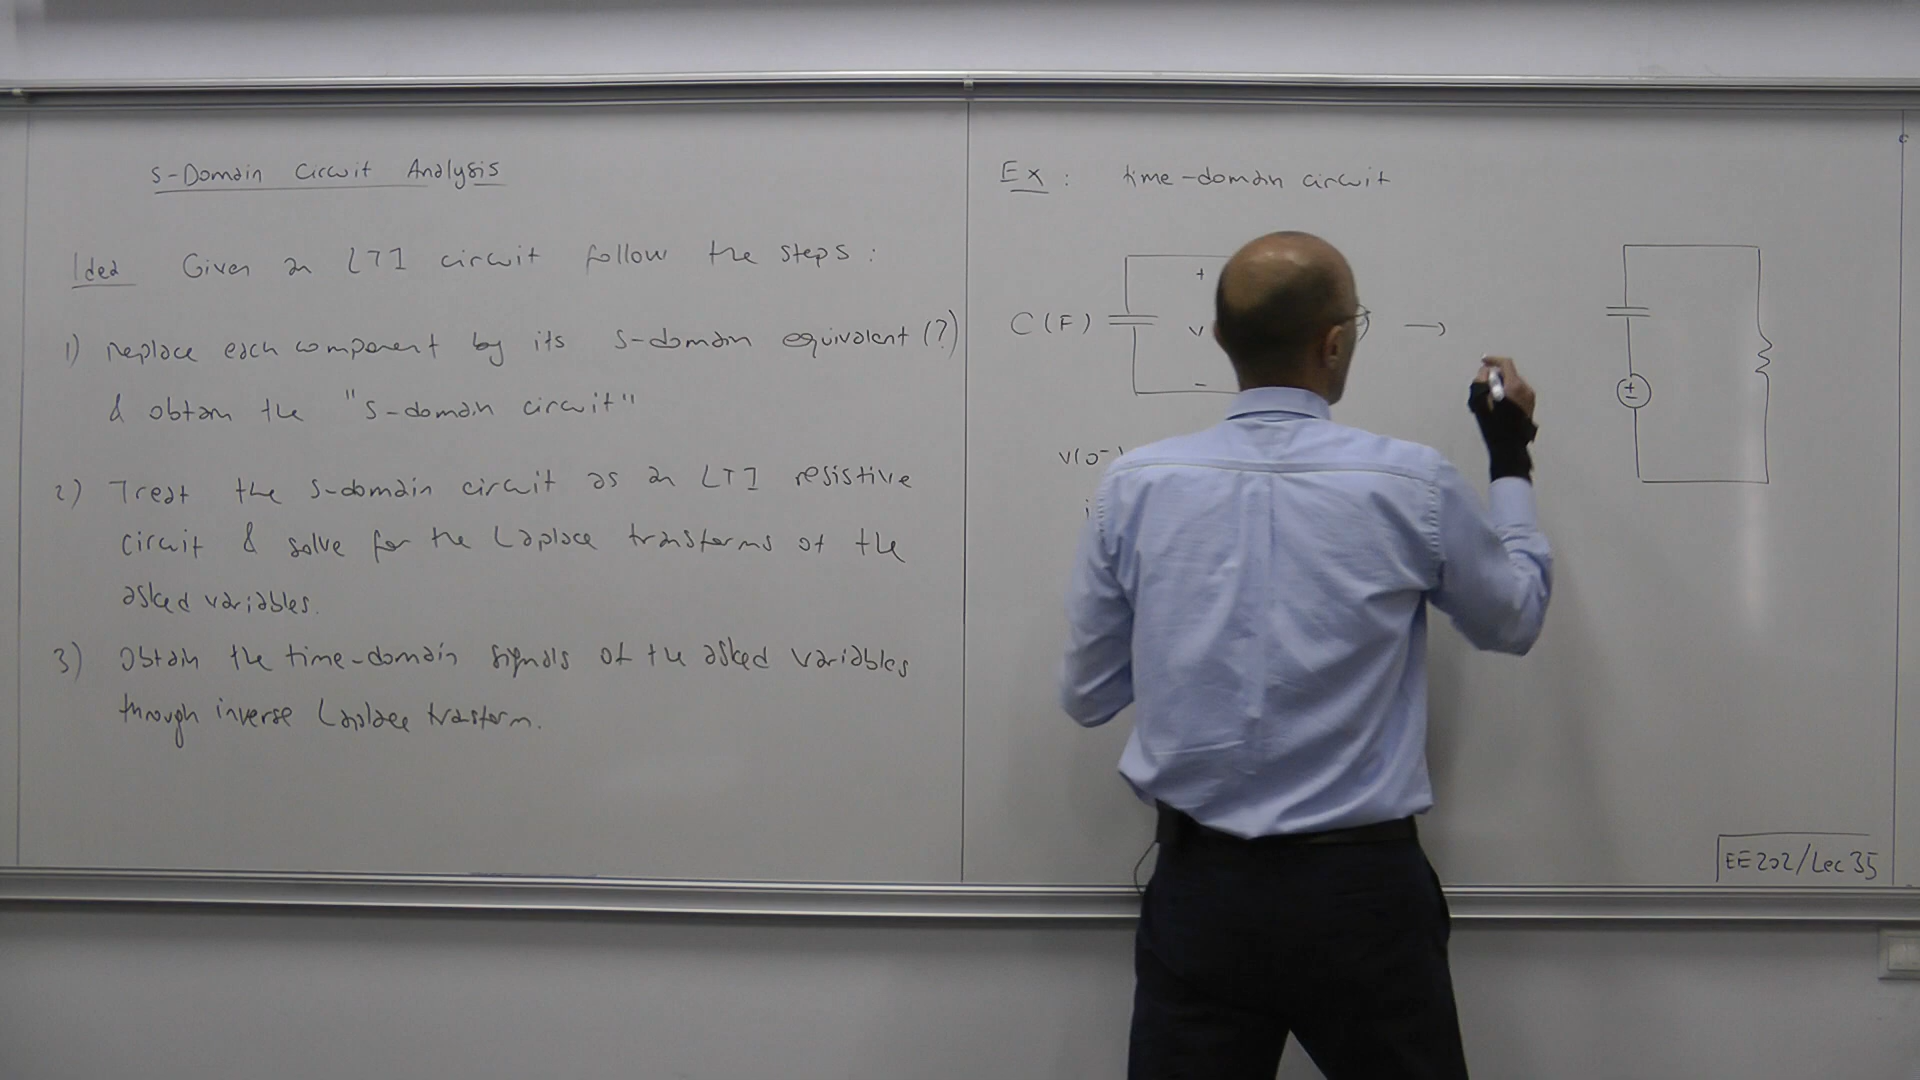 s-Domain Circuit Analysis
Idea Given an LTI circuit follow the steps :
1) replace each component by its s-domain equivalent (?)
& obtain the "s-domain circuit"
2) Treat the s-domain circuit as an LTI resistive
circuit & solve for the Laplace transforms of the
asked variables.
3) Obtain the time-domain signals of the asked variables
through inverse Laplace trasform.
Ex : time-domain circuit
+
C (F) v ) →
-
+
-
v(0⁻)
i
EE202/Lec 35